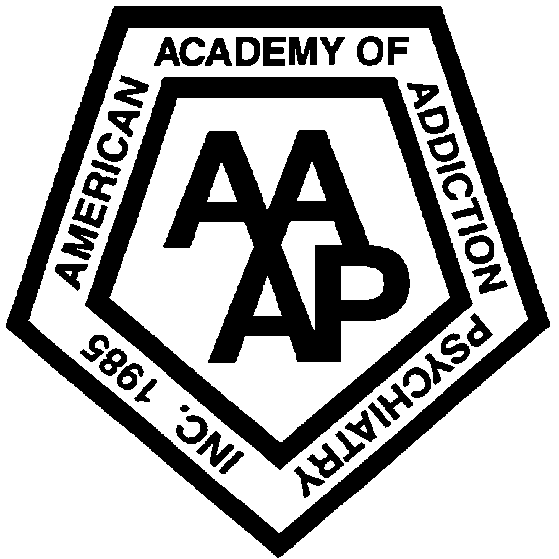 AMERICAN
ACADEMY OF
ADDICTION
PSYCHIATRY
INC. 1985
AA
AP